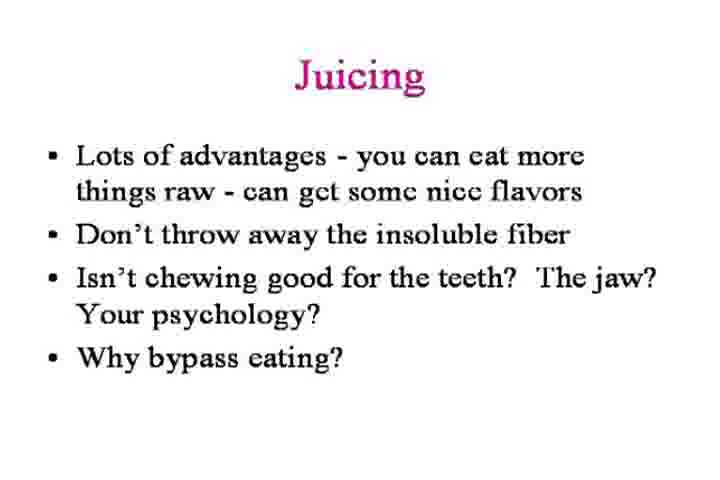 Juicing
• Lots of advantages - you can eat more
things raw - can get some nice flavors
• Don't throw away the insoluble fiber
• Isn't chewing good for the teeth?  The jaw?
Your psychology?
• Why bypass eating?